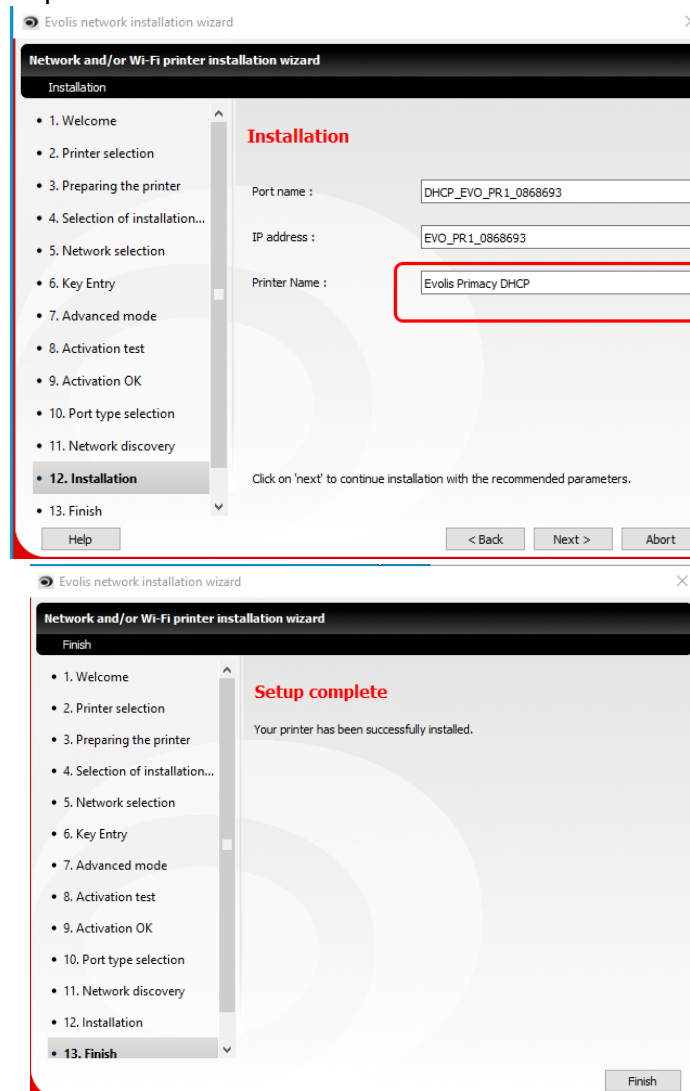 Evolis network installation wizard
Network and/or Wi-Fi printer installation wizard
Installation
• 1. Welcome
• 2. Printer selection
• 3. Preparing the printer
• 4. Selection of installation...
• 5. Network selection
• 6. Key Entry
• 7. Advanced mode
• 8. Activation test
• 9. Activation OK
• 10. Port type selection
• 11. Network discovery
• 12. Installation
• 13. Finish
Installation
Port name : DHCP_EVO_PR1_0868693
IP address : EVO_PR1_0868693
Printer Name : Evolis Primacy DHCP
Click on 'next' to continue installation with the recommended parameters.
Help < Back Next > Abort
Evolis network installation wizard
Network and/or Wi-Fi printer installation wizard
Finish
• 1. Welcome
• 2. Printer selection
• 3. Preparing the printer
• 4. Selection of installation...
• 5. Network selection
• 6. Key Entry
• 7. Advanced mode
• 8. Activation test
• 9. Activation OK
• 10. Port type selection
• 11. Network discovery
• 12. Installation
• 13. Finish
Setup complete
Your printer has been successfully installed.
Finish